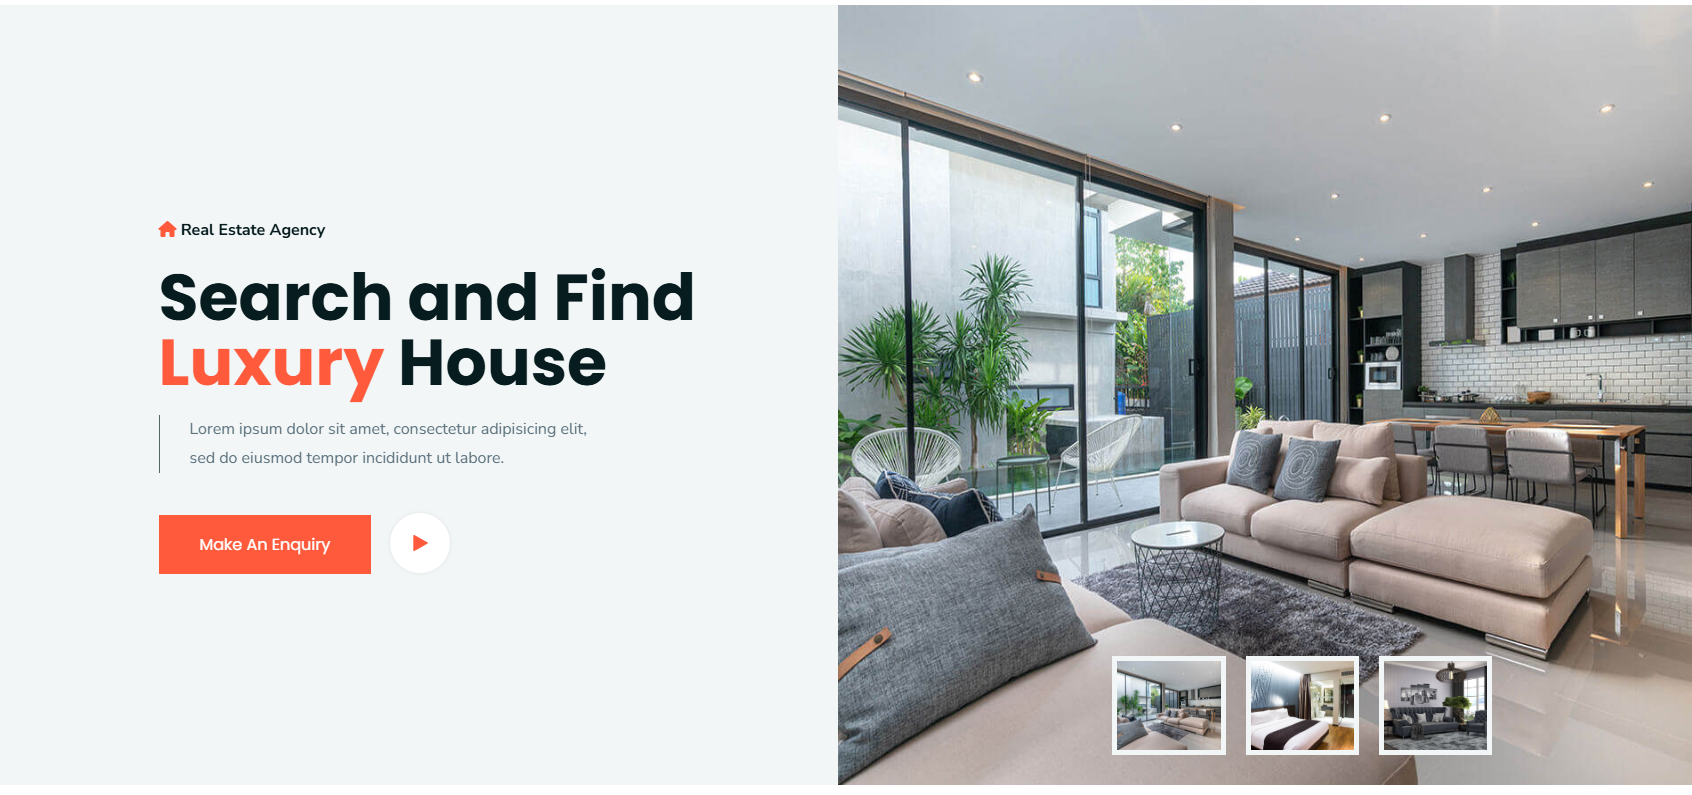 Real Estate Agency
Search and Find
Luxury House
Lorem ipsum dolor sit amet, consectetur adipisicing elit,
sed do eiusmod tempor incididunt ut labore.
Make An Enquiry